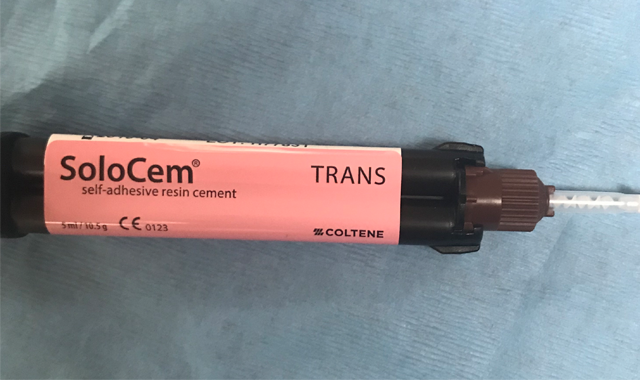 SoloCem®
self-adhesive resin cement
TRANS
5 ml / 10.5 g CE 0123
COLTENE